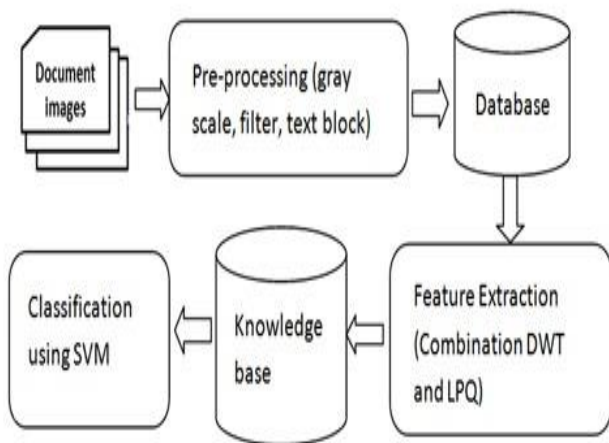 Document
images
Pre-processing (gray
scale, filter, text block)
Database
Feature Extraction
(Combination DWT
and LPQ)
Knowledge
base
Classification
using SVM